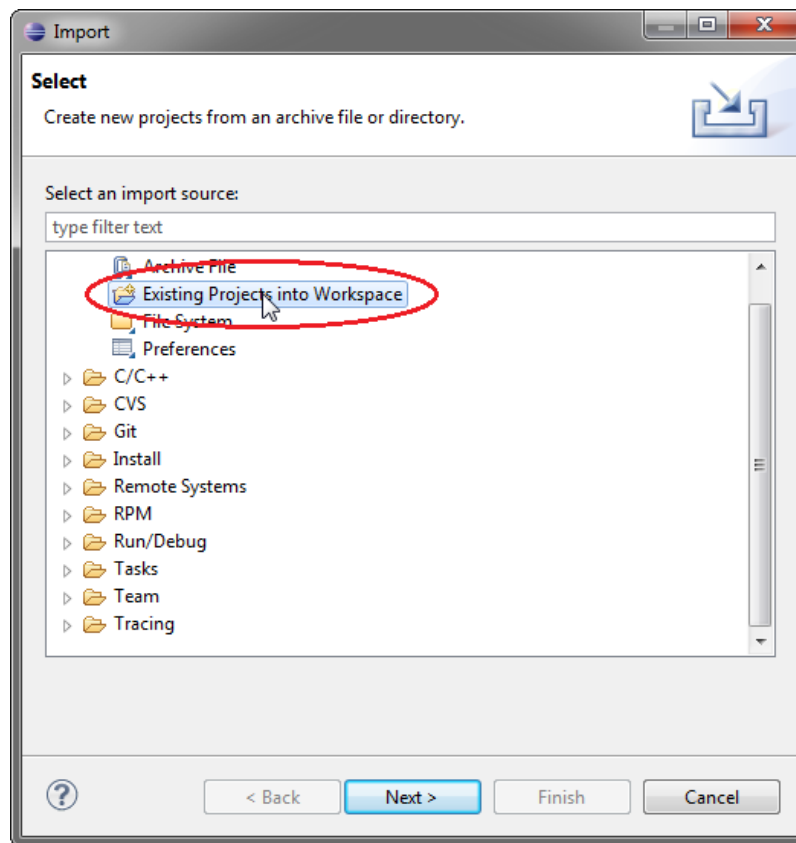 Import
Select
Create new projects from an archive file or directory.
Select an import source:
type filter text
Archive File
Existing Projects into Workspace
File System
Preferences
C/C++
CVS
Git
Install
Remote Systems
RPM
Run/Debug
Tasks
Team
Tracing
? < Back Next > Finish Cancel